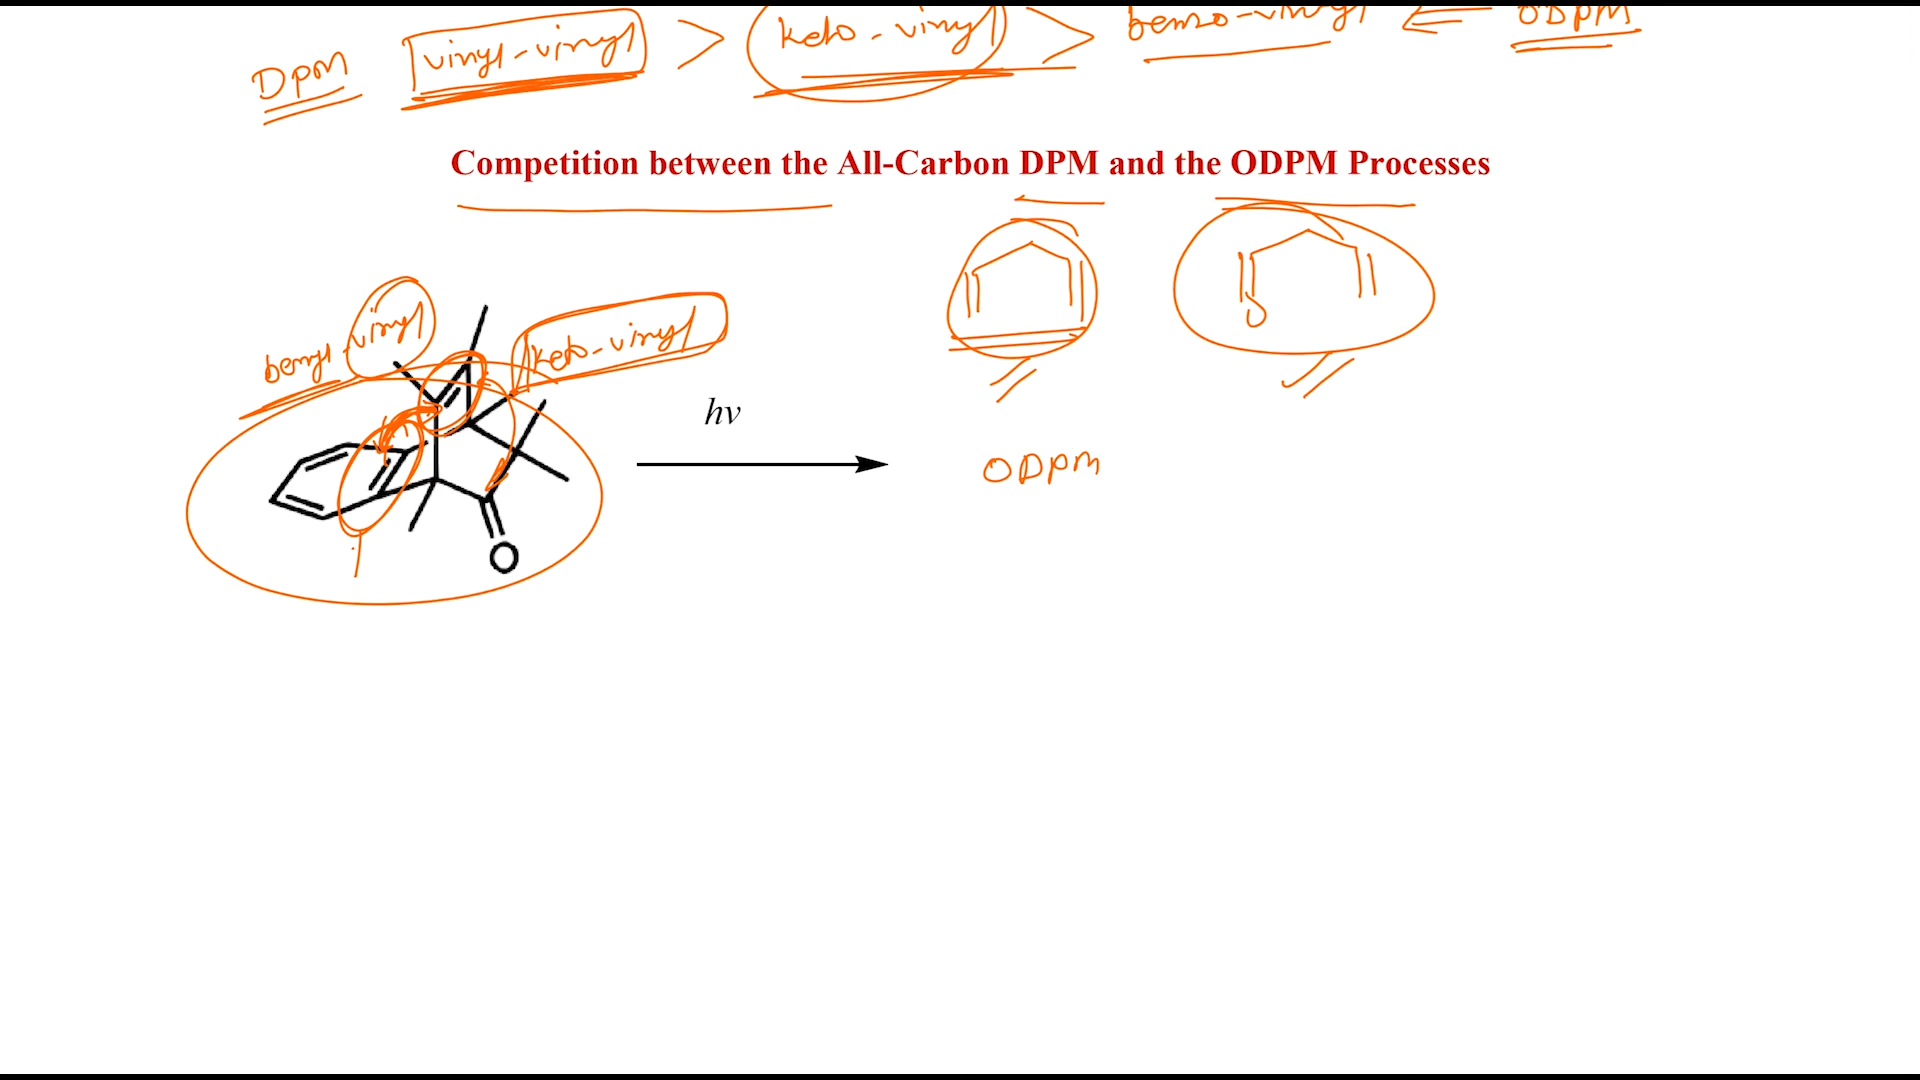 DPM vinyl-vinyl > keto-vinyl > benzo-vinyl ⇐ ODPM
Competition between the All-Carbon DPM and the ODPM Processes
benzyl-vinyl
keto-vinyl
O
hν
O
ODPM